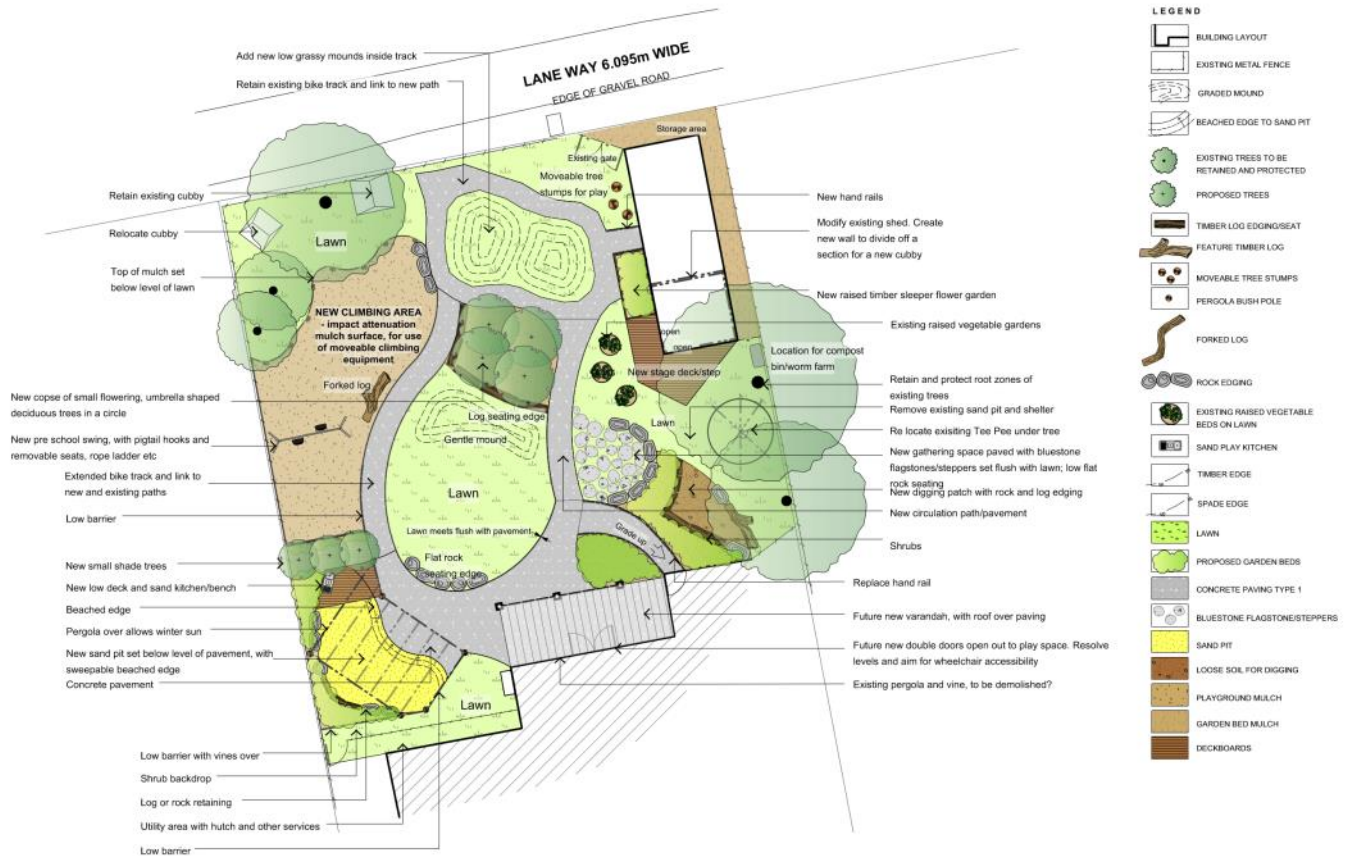 LEGEND
BUILDING LAYOUT
EXISTING METAL FENCE
GRADED MOUND
BEACHED EDGE TO SAND PIT
EXISTING TREES TO BE
RETAINED AND PROTECTED
PROPOSED TREES
TIMBER LOG EDGING/SEAT
FEATURE TIMBER LOG
MOVEABLE TREE STUMPS
PERGOLA BUSH POLE
FORKED LOG
ROCK EDGING
EXISTING RAISED VEGETABLE
BEDS ON LAWN
SAND PLAY KITCHEN
TIMBER EDGE
SPADE EDGE
LAWN
PROPOSED GARDEN BEDS
CONCRETE PAVING TYPE 1
BLUESTONE FLAGSTONE/STEPPERS
SAND PIT
LOOSE SOIL FOR DIGGING
PLAYGROUND MULCH
GARDEN BED MULCH
DECKBOARDS
LANE WAY 6.095m WIDE
EDGE OF GRAVEL ROAD
Add new low grassy mounds inside track
Retain existing bike track and link to new path
Retain existing cubby
Relocate cubby
Top of mulch set
below level of lawn
New copse of small flowering, umbrella shaped
deciduous trees in a circle
New pre school swing, with pigtail hooks and
removable seats, rope ladder etc
Extended bike track and link to
new and existing paths
Low barrier
New small shade trees
New low deck and sand kitchen/bench
Beached edge
Pergola over allows winter sun
New sand pit set below level of pavement, with
sweepable beached edge
Concrete pavement
Low barrier with vines over
Shrub backdrop
Log or rock retaining
Utility area with hutch and other services
Low barrier
Storage area
Existing gate
Moveable tree
stumps for play
Lawn
NEW CLIMBING AREA
- impact attenuation
mulch surface, for use
of moveable climbing
equipment
Forked log
Log seating edge
Gentle mound
Lawn
Lawn meets flush with pavement
Flat rock
seating edge
Lawn
open
open
New stage deck/step
Lawn
Grade up
New hand rails
Modify existing shed. Create
new wall to divide off a
section for a new cubby
New raised timber sleeper flower garden
Existing raised vegetable gardens
Location for compost
bin/worm farm
Retain and protect root zones of
existing trees
Remove existing sand pit and shelter
Re locate exisiting Tee Pee under tree
New gathering space paved with bluestone
flagstones/steppers set flush with lawn; low flat
rock seating
New digging patch with rock and log edging
New circulation path/pavement
Shrubs
Replace hand rail
Future new varandah, with roof over paving
Future new double doors open out to play space. Resolve
levels and aim for wheelchair accessibility
Existing pergola and vine, to be demolished?